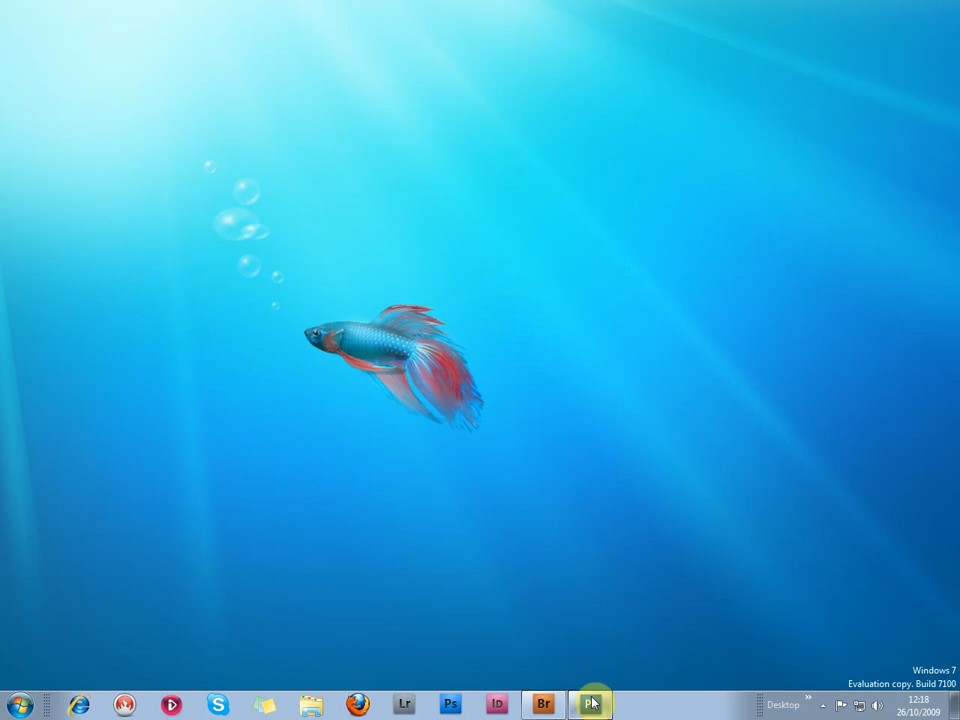 Windows 7
Evaluation copy. Build 7100
Lr
Ps
ID
Br
Desktop
12:18
26/10/2009